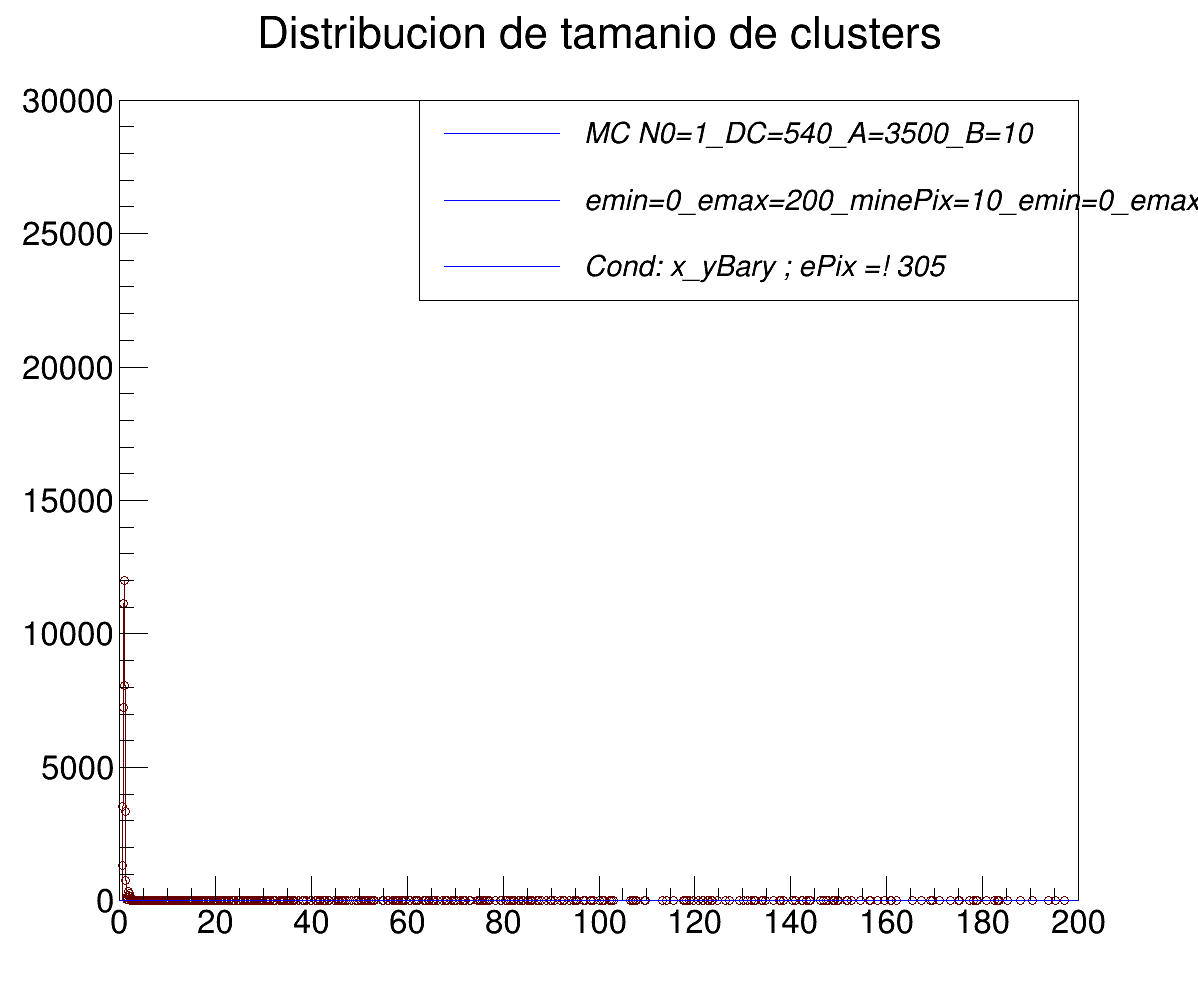 Distribucion de tamanio de clusters
30000
MC N0=1_DC=540_A=3500_B=10
emin=0_emax=200_minePix=10_emin=0_emax
25000
Cond: x_yBary ; ePix =! 305
20000
15000
10000
5000
0
0 20 40 60 80 100 120 140 160 180 200